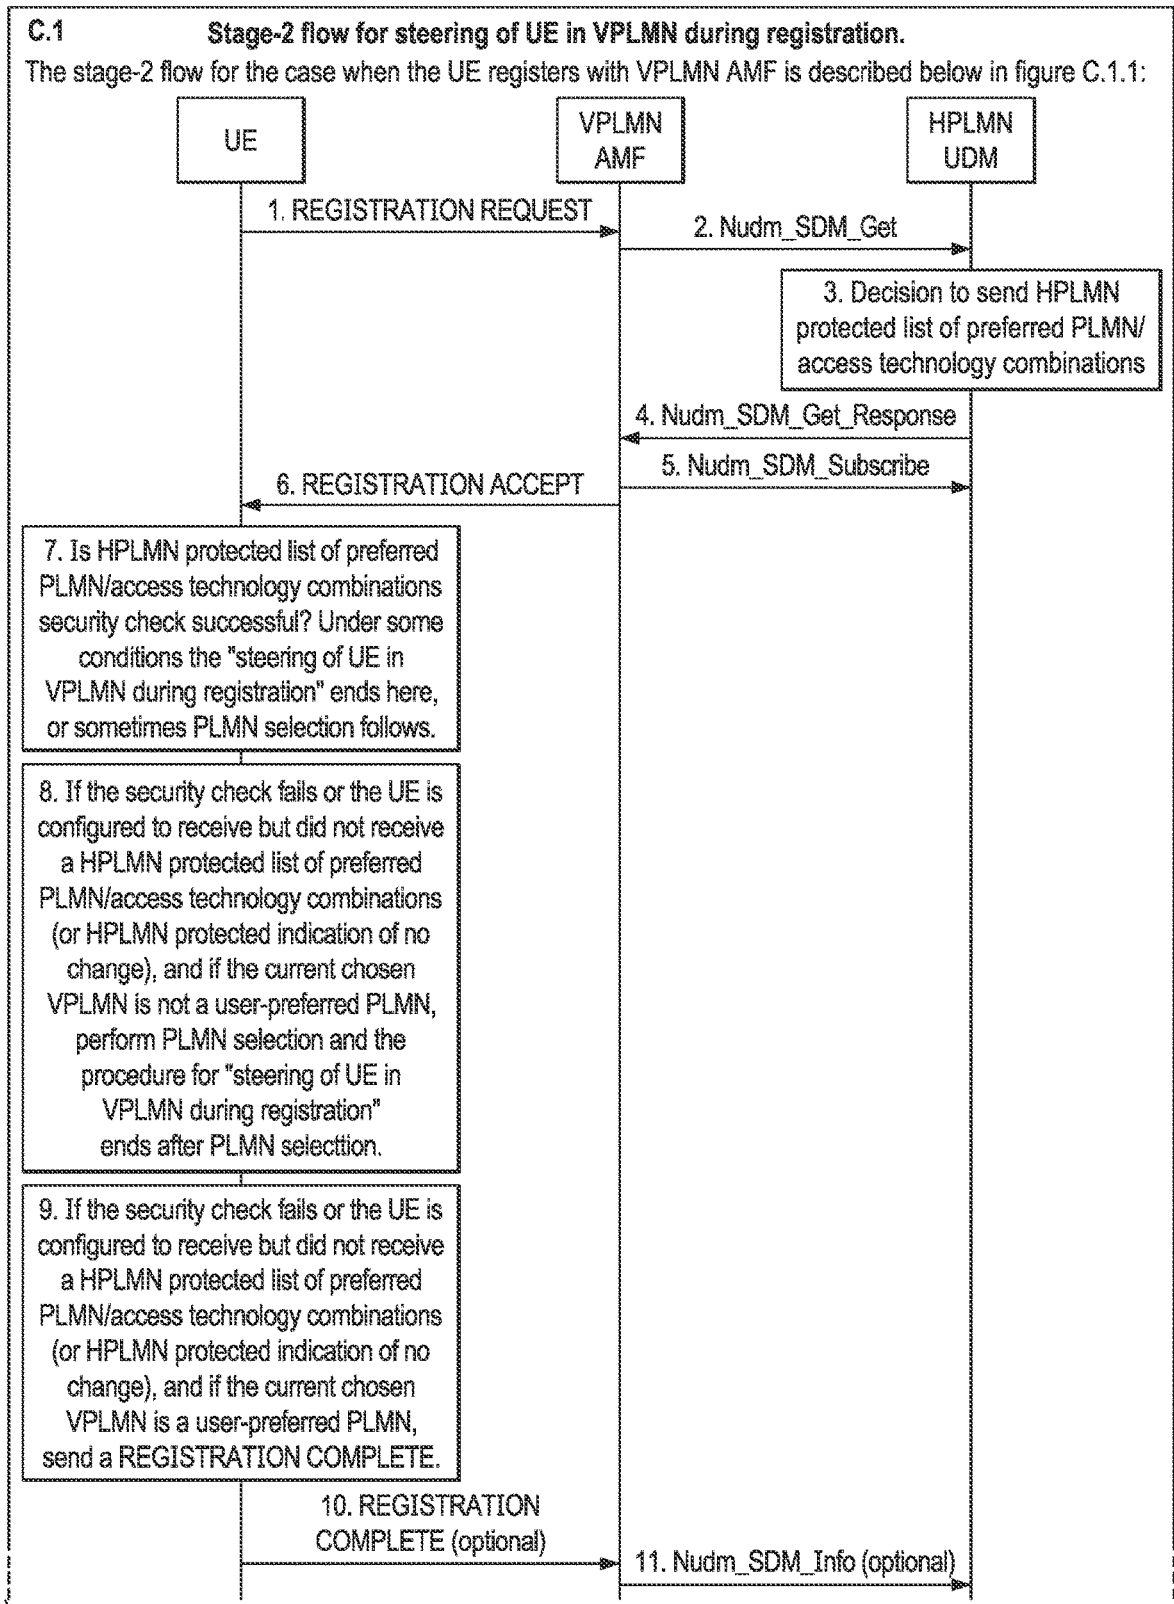 C.1 Stage-2 flow for steering of UE in VPLMN during registration.
The stage-2 flow for the case when the UE registers with VPLMN AMF is described below in figure C.1.1:
UE
VPLMN
AMF
HPLMN
UDM
1. REGISTRATION REQUEST
2. Nudm_SDM_Get
3. Decision to send HPLMN
protected list of preferred PLMN/
access technology combinations
4. Nudm_SDM_Get_Response
5. Nudm_SDM_Subscribe
6. REGISTRATION ACCEPT
7. Is HPLMN protected list of preferred
PLMN/access technology combinations
security check successful? Under some
conditions the "steering of UE in
VPLMN during registration" ends here,
or sometimes PLMN selection follows.
8. If the security check fails or the UE is
configured to receive but did not receive
a HPLMN protected list of preferred
PLMN/access technology combinations
(or HPLMN protected indication of no
change), and if the current chosen
VPLMN is not a user-preferred PLMN,
perform PLMN selection and the
procedure for "steering of UE in
VPLMN during registration"
ends after PLMN selecttion.
9. If the security check fails or the UE is
configured to receive but did not receive
a HPLMN protected list of preferred
PLMN/access technology combinations
(or HPLMN protected indication of no
change), and if the current chosen
VPLMN is a user-preferred PLMN,
send a REGISTRATION COMPLETE.
10. REGISTRATION
COMPLETE (optional)
11. Nudm_SDM_Info (optional)